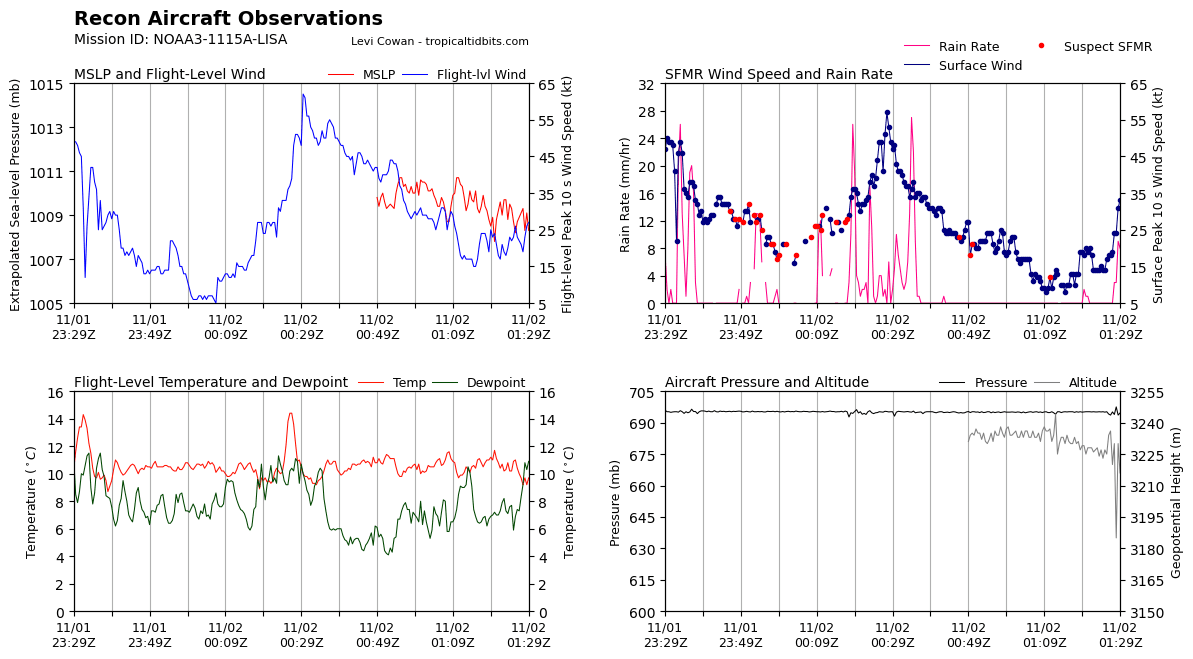 Recon Aircraft Observations
Mission ID: NOAA3-1115A-LISA
Levi Cowan - tropicaltidbits.com
MSLP and Flight-Level Wind
MSLP
Flight-lvl Wind
Extrapolated Sea-level Pressure (mb)
1015
1013
1011
1009
1007
1005
65
55
45
35
25
15
5
Flight-level Peak 10 s Wind Speed (kt)
11/01 11/01 11/02 11/02 11/02 11/02 11/02
23:29Z 23:49Z 00:09Z 00:29Z 00:49Z 01:09Z 01:29Z
Rain Rate
Suspect SFMR
Surface Wind
SFMR Wind Speed and Rain Rate
Rain Rate (mm/hr)
32
28
24
20
16
12
8
4
0
65
55
45
35
25
15
5
Surface Peak 10 s Wind Speed (kt)
11/01 11/01 11/02 11/02 11/02 11/02 11/02
23:29Z 23:49Z 00:09Z 00:29Z 00:49Z 01:09Z 01:29Z
Flight-Level Temperature and Dewpoint
Temp
Dewpoint
Temperature (°C)
16
14
12
10
8
6
4
2
0
16
14
12
10
8
6
4
2
0
Temperature (°C)
11/01 11/01 11/02 11/02 11/02 11/02 11/02
23:29Z 23:49Z 00:09Z 00:29Z 00:49Z 01:09Z 01:29Z
Aircraft Pressure and Altitude
Pressure
Altitude
Pressure (mb)
705
690
675
660
645
630
615
600
3255
3240
3225
3210
3195
3180
3165
3150
Geopotential Height (m)
11/01 11/01 11/02 11/02 11/02 11/02 11/02
23:29Z 23:49Z 00:09Z 00:29Z 00:49Z 01:09Z 01:29Z